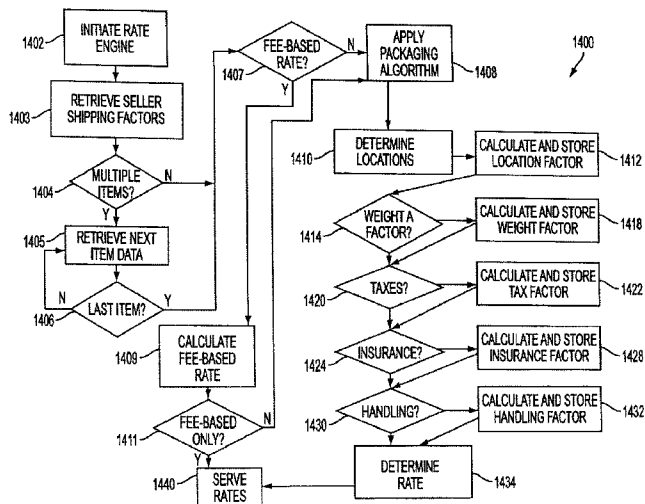 1402
INITIATE RATE
ENGINE
1403
RETRIEVE SELLER
SHIPPING FACTORS
1404
MULTIPLE
ITEMS?
N
Y
1405
RETRIEVE NEXT
ITEM DATA
1406
LAST ITEM?
N
Y
FEE-BASED
RATE?
1407
N
Y
APPLY
PACKAGING
ALGORITHM
1408
1400
1409
CALCULATE
FEE-BASED
RATE
1411
FEE-BASED
ONLY?
N
Y
1440
SERVE
RATES
1410
DETERMINE
LOCATIONS
CALCULATE AND STORE
LOCATION FACTOR
1412
1414
WEIGHT A
FACTOR?
CALCULATE AND STORE
WEIGHT FACTOR
1418
1420
TAXES?
CALCULATE AND STORE
TAX FACTOR
1422
1424
INSURANCE?
CALCULATE AND STORE
INSURANCE FACTOR
1428
1430
HANDLING?
CALCULATE AND STORE
HANDLING FACTOR
1432
DETERMINE
RATE
1434